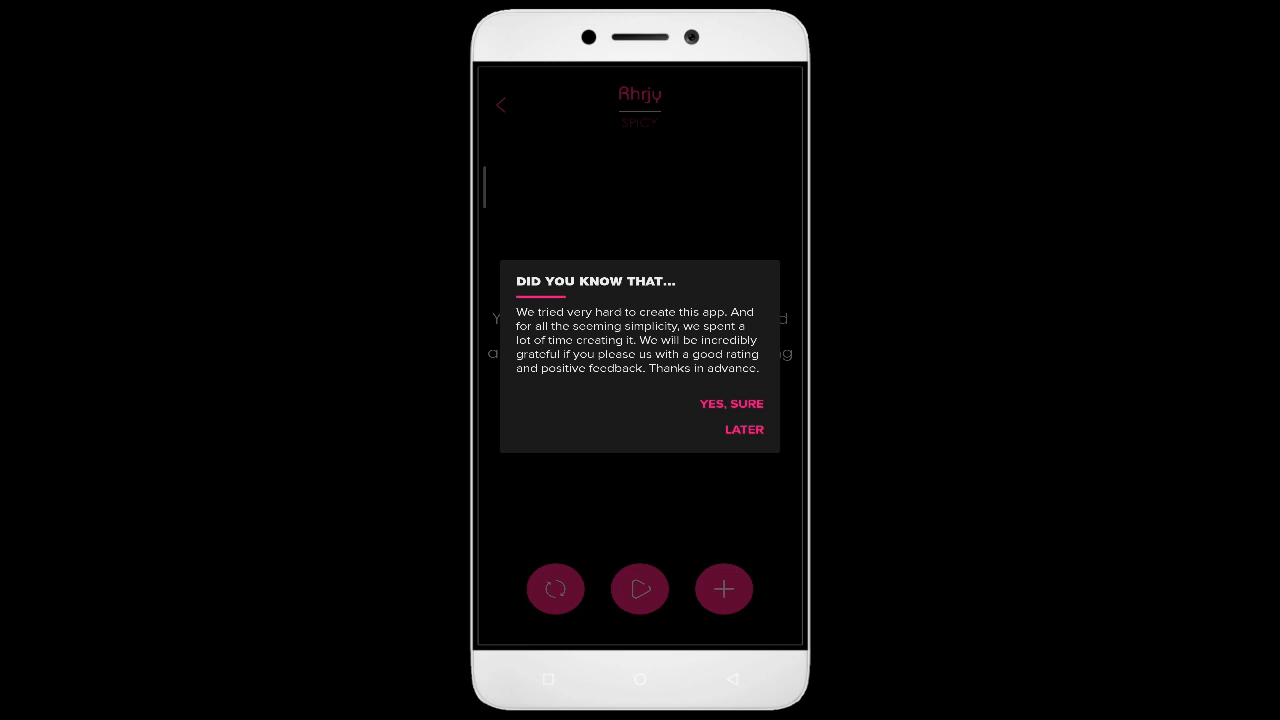 Rhrjy
SPICY
DID YOU KNOW THAT...
We tried very hard to create this app. And
for all the seeming simplicity, we spent a
lot of time creating it. We will be incredibly
grateful if you please us with a good rating
and positive feedback. Thanks in advance.
YES, SURE
LATER